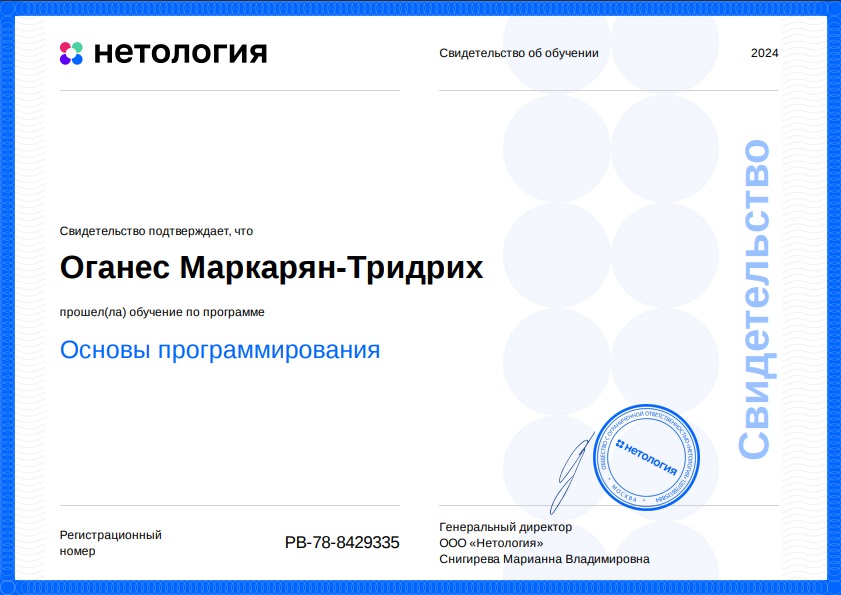 нетология
Свидетельство об обучении
2024
Свидетельство подтверждает, что
Оганес Маркарян-Тридрих
прошел(ла) обучение по программе
Основы программирования
Свидетельство
ОБЩЕСТВО С ОГРАНИЧЕННОЙ ОТВЕТСТВЕННОСТЬЮ «НЕТОЛОГИЯ»
МОСКВА
нетология
Регистрационный
номер
РВ-78-8429335
Генеральный директор
ООО «Нетология»
Снигирева Марианна Владимировна